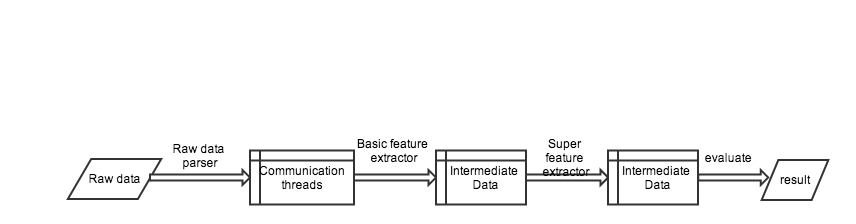 Raw data
Raw data
parser
Communication
threads
Basic feature
extractor
Intermediate
Data
Super
feature
extractor
Intermediate
Data
evaluate
result